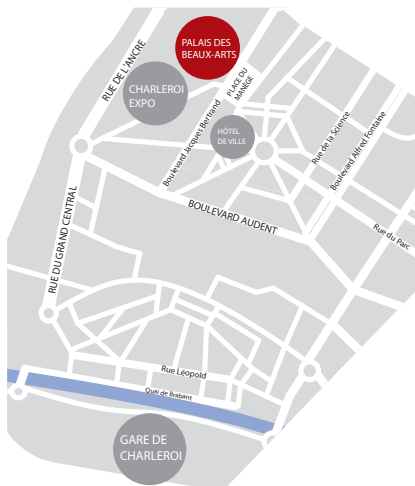 PALAIS DES
BEAUX-ARTS
RUE DE L'ANCRE
CHARLEROI
EXPO
PLACE DU
MANÈGE
Boulevard Jacques Bertrand
HÔTEL
DE VILLE
Rue de la Science
Boulevard Alfred Fontaine
BOULEVARD AUDENT
Rue du Parc
RUE DU GRAND CENTRAL
Rue Léopold
Quai de Brabant
GARE DE
CHARLEROI